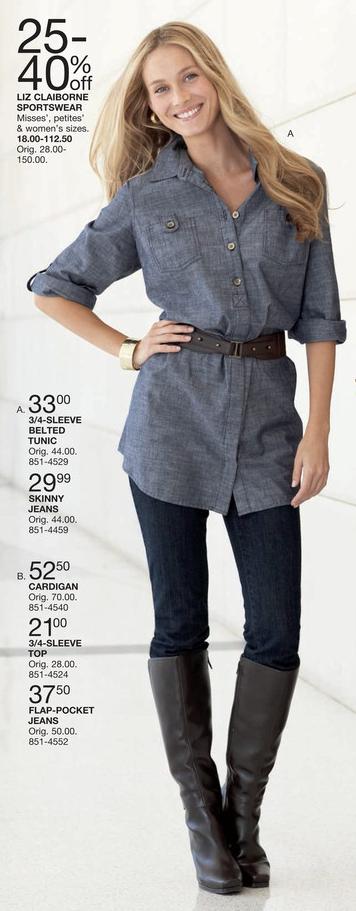 25-
40% off
LIZ CLAIBORNE
SPORTSWEAR
Misses', petites'
& women's sizes.
18.00-112.50
Orig. 28.00-
150.00.
A
A. 33 00
3/4-SLEEVE
BELTED
TUNIC
Orig. 44.00.
851-4529
29 99
SKINNY
JEANS
Orig. 44.00.
851-4459
B. 52 50
CARDIGAN
Orig. 70.00.
851-4540
21 00
3/4-SLEEVE
TOP
Orig. 28.00.
851-4524
37 50
FLAP-POCKET
JEANS
Orig. 50.00.
851-4552